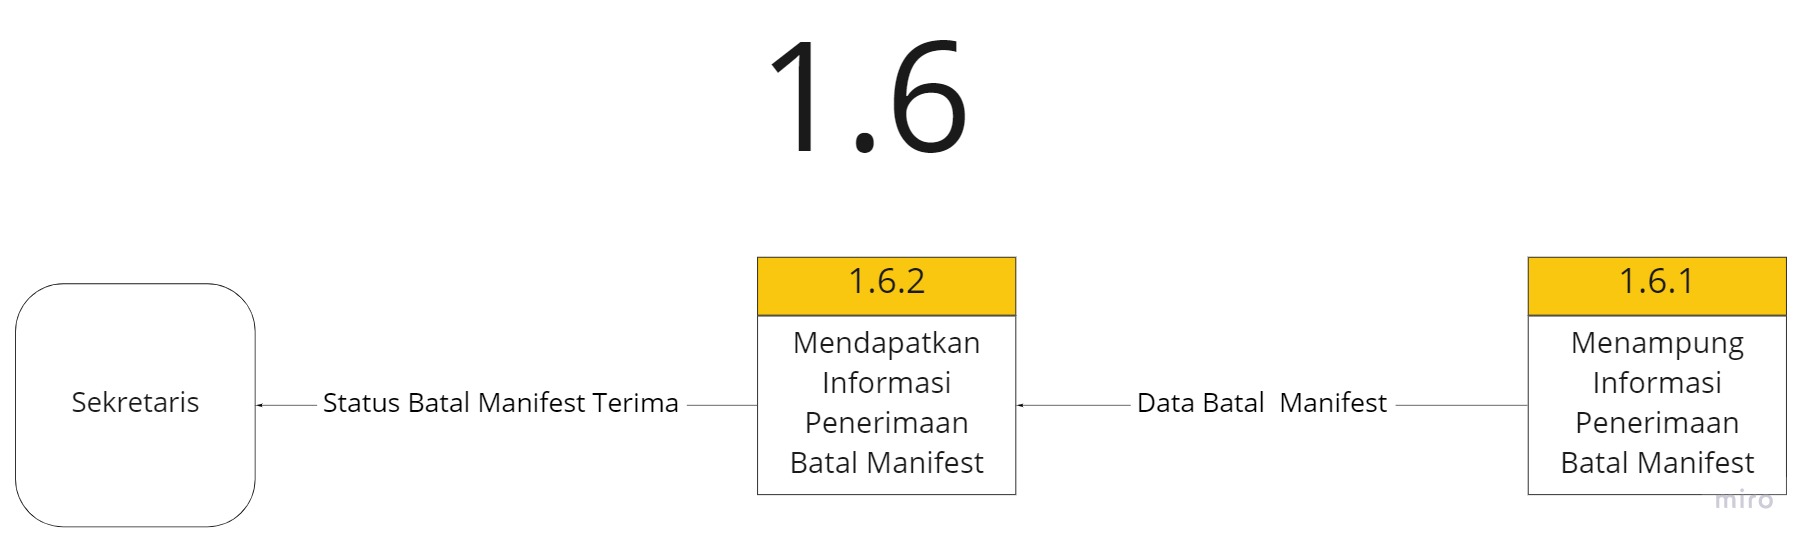 1.6
Sekretaris
Status Batal Manifest Terima
1.6.2
Mendapatkan
Informasi
Penerimaan
Batal Manifest
Data Batal  Manifest
1.6.1
Menampung
Informasi
Penerimaan
Batal Manifest
miro